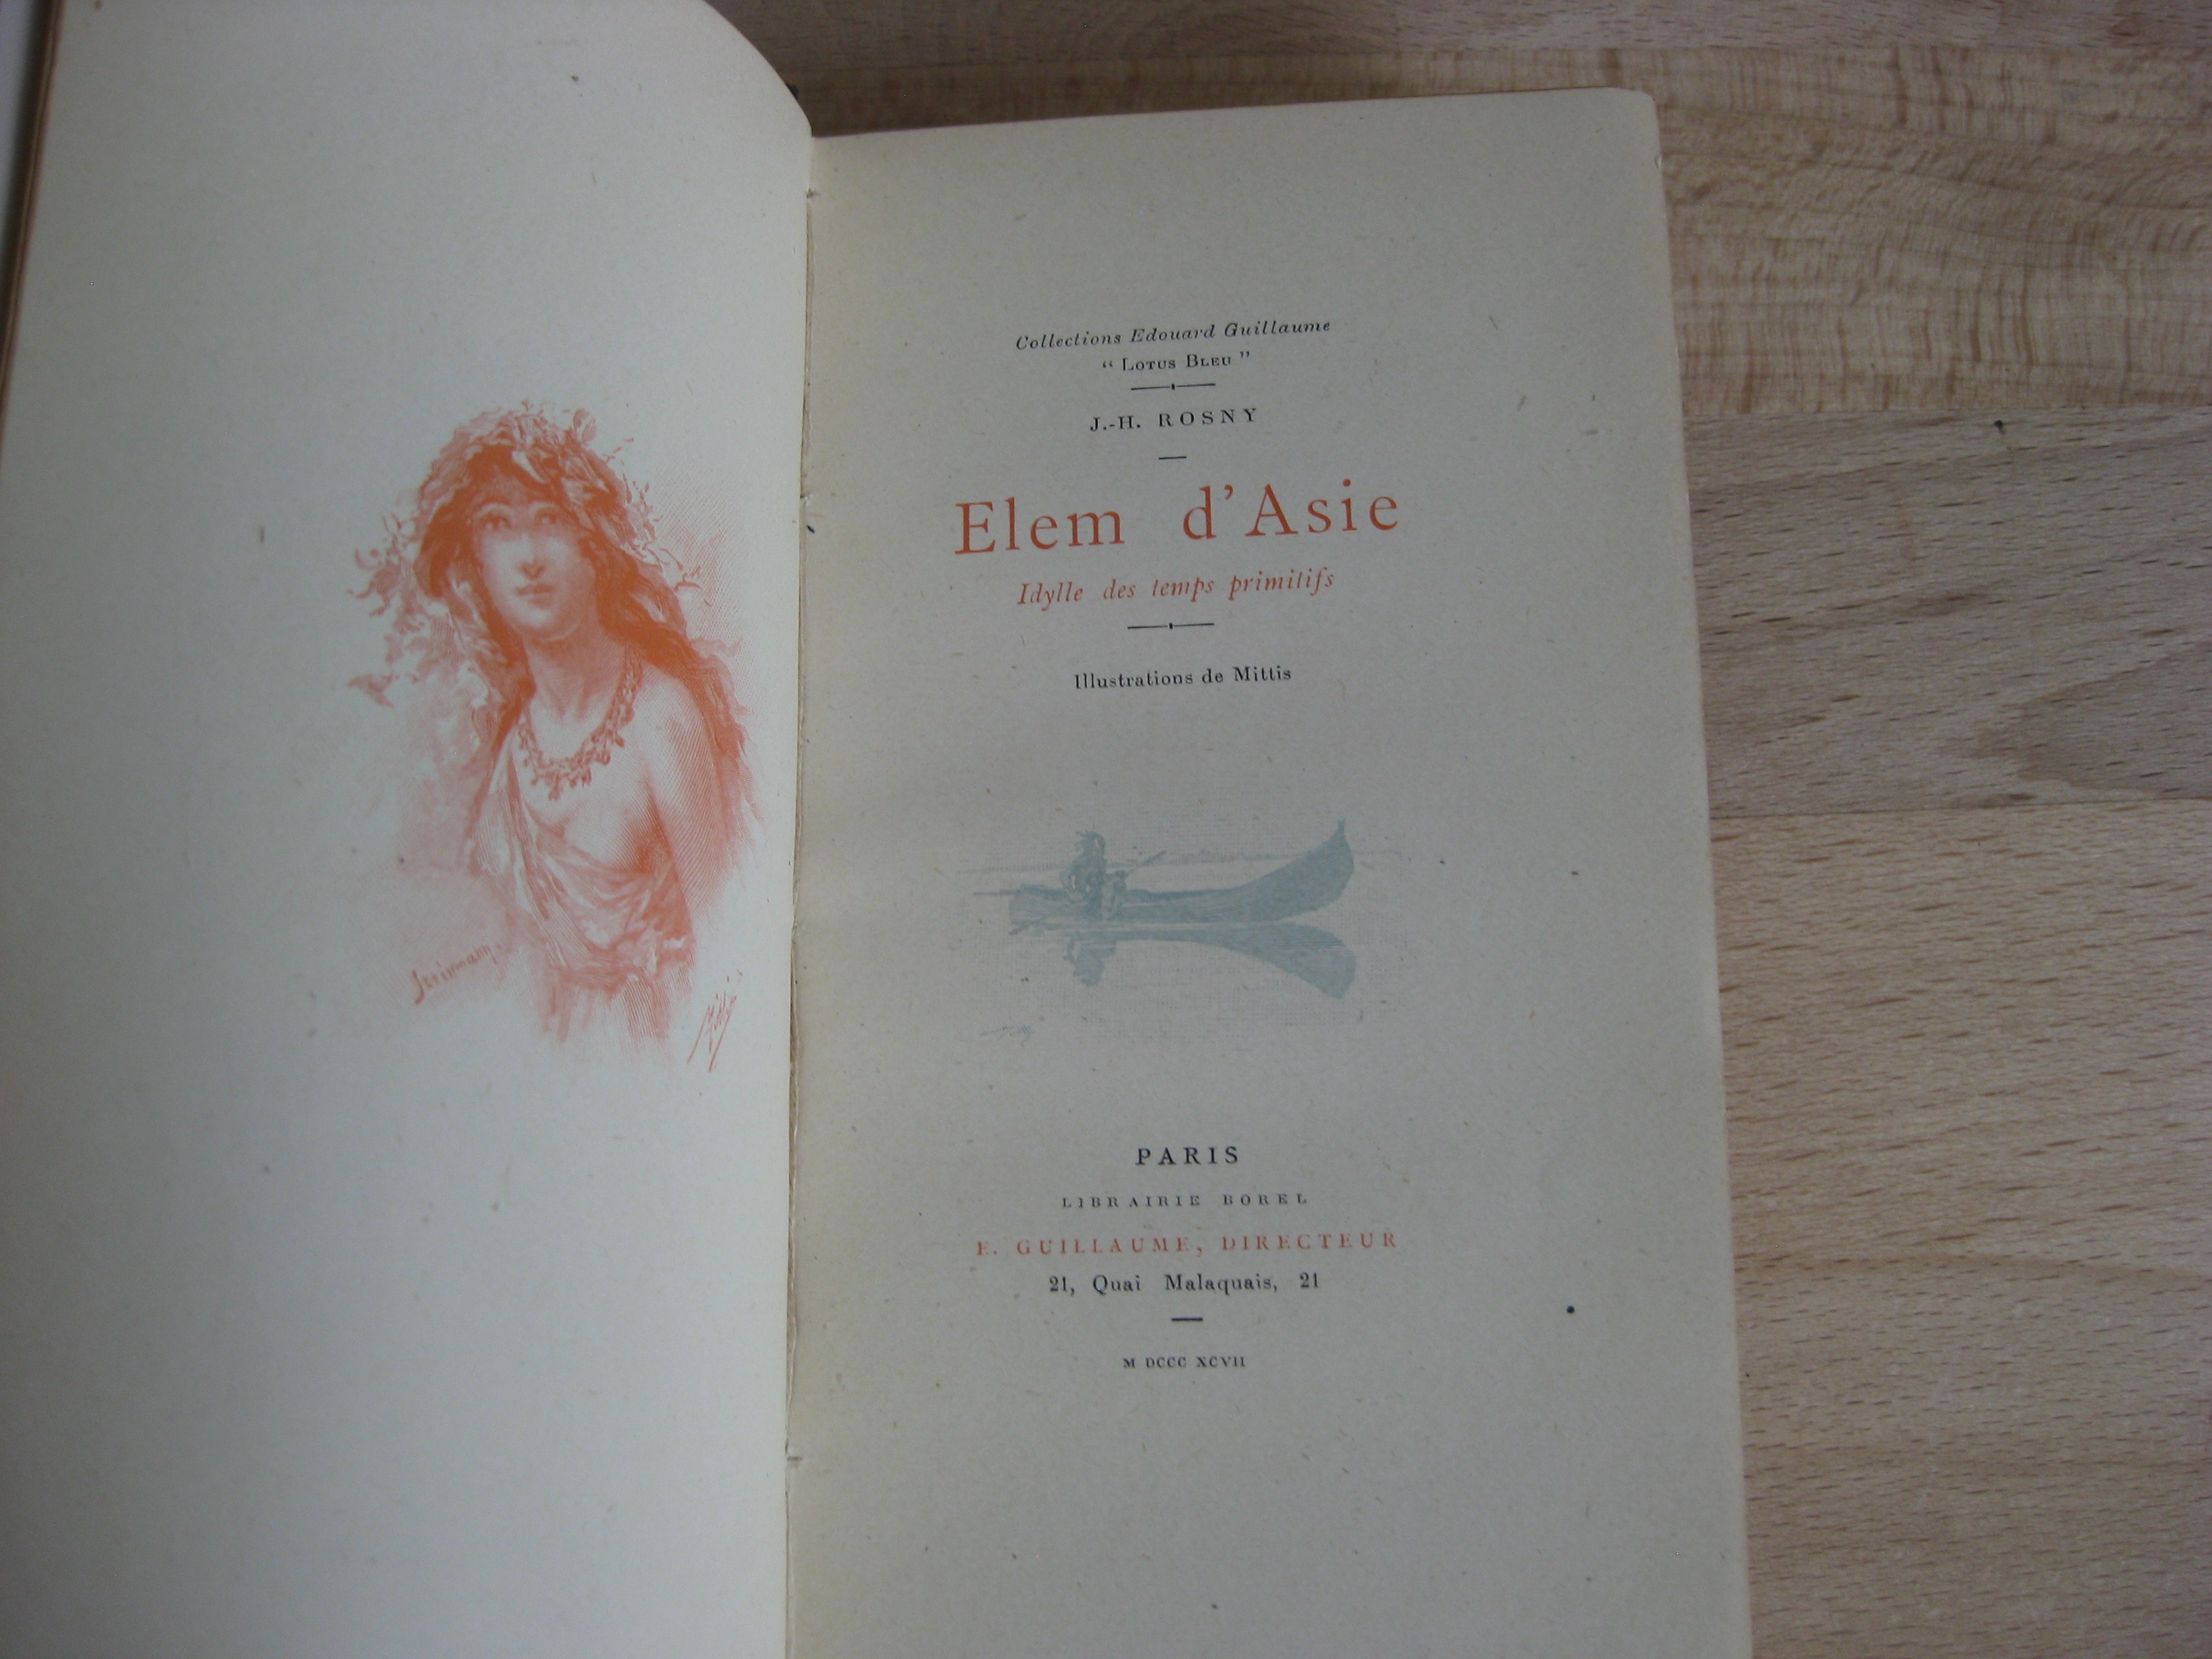 Steinmann
Collections Edouard Guillaume
“ Lotus Bleu ”
J.-H. ROSNY
Elem d'Asie
Idylle des temps primitifs
Illustrations de Mittis
PARIS
LIBRAIRIE BOREL
E. GUILLAUME, DIRECTEUR
21, Quai Malaquais, 21
M DCCC XCVII